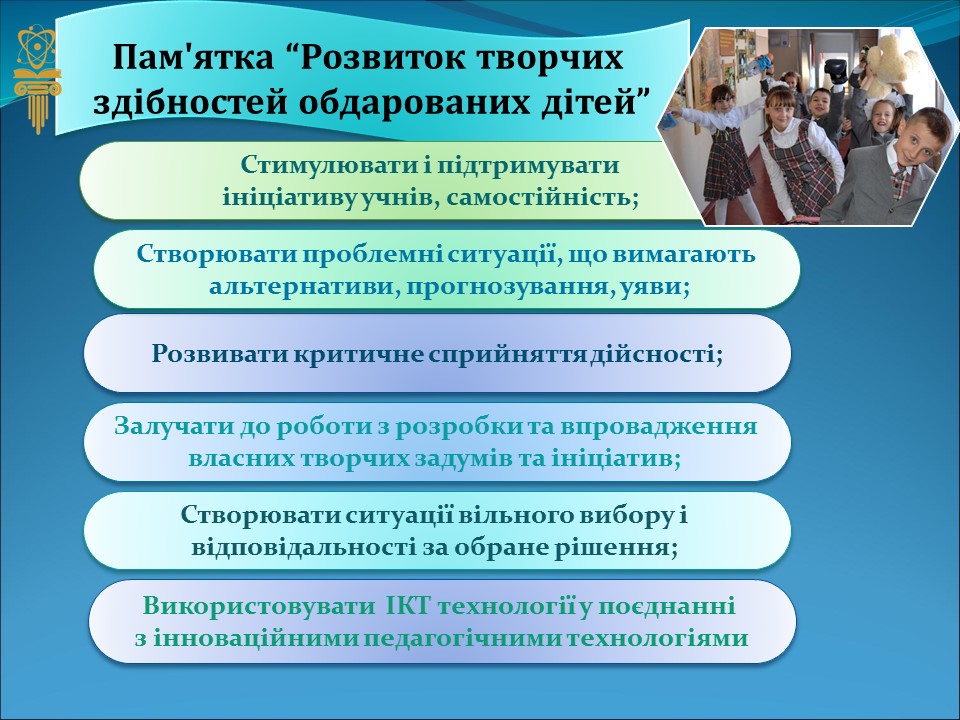 Пам'ятка “Розвиток творчих
здібностей обдарованих дітей”
Стимулювати і підтримувати
ініціативу учнів, самостійність;
Створювати проблемні ситуації, що вимагають
альтернативи, прогнозування, уяви;
Розвивати критичне сприйняття дійсності;
Залучати до роботи з розробки та впровадження
власних творчих задумів та ініціатив;
Створювати ситуації вільного вибору і
відповідальності за обране рішення;
Використовувати ІКТ технології у поєднанні
з інноваційними педагогічними технологіями